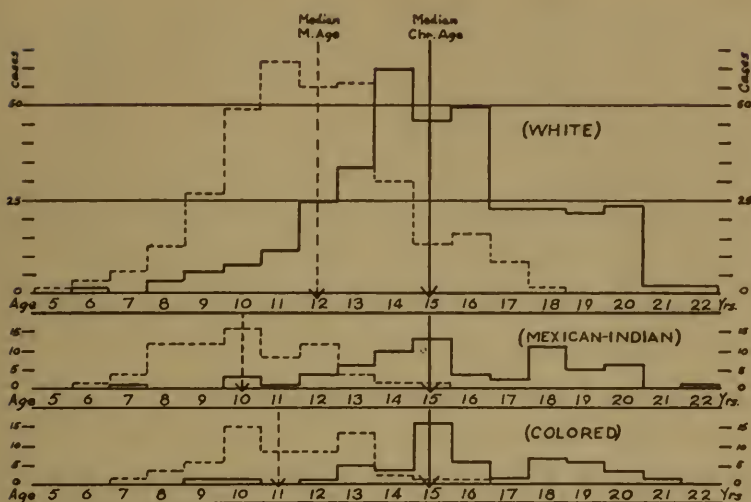 Median M. Age
Median Chr. Age
Cases Cases
50 50
(WHITE)
25 25
0 0
Age 5 6 7 8 9 10 11 12 13 14 15 16 17 18 19 20 21 22 Yrs.
15 (MEXICAN-INDIAN) 15
10 10
5 5
0 0
Age 5 6 7 8 9 10 11 12 13 14 15 16 17 18 19 20 21 22 Yrs.
15 (COLORED) 15
10 10
5 5
0 0
Age 5 6 7 8 9 10 11 12 13 14 15 16 17 18 19 20 21 22 Yrs.